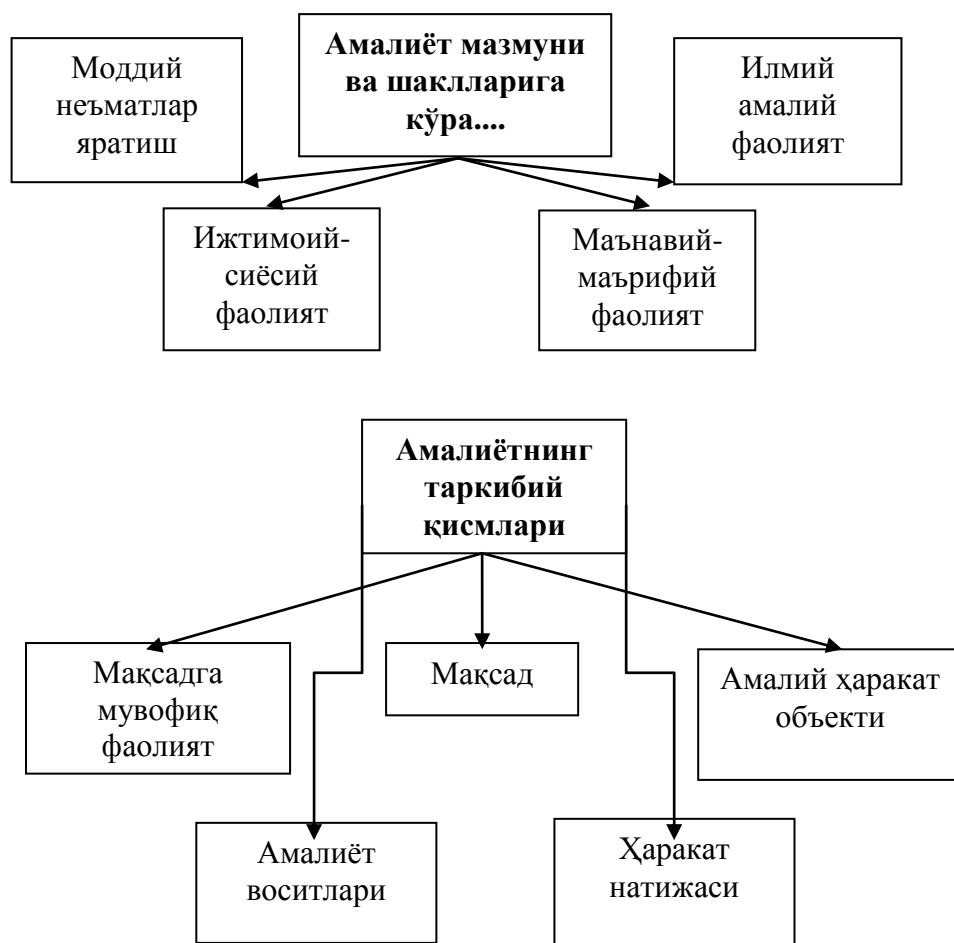 Амалиёт мазмуни
ва шаклларига
кўра....
Моддий
неъматлар
яратиш
Илмий
амалий
фаолият
Ижтимоий-
сиёсий
фаолият
Маънавий-
маърифий
фаолият
Амалиётнинг
таркибий
қисмлари
Мақсадга
мувофиқ
фаолият
Мақсад
Амалий ҳаракат
объекти
Амалиёт
воситлари
Ҳаракат
натижаси